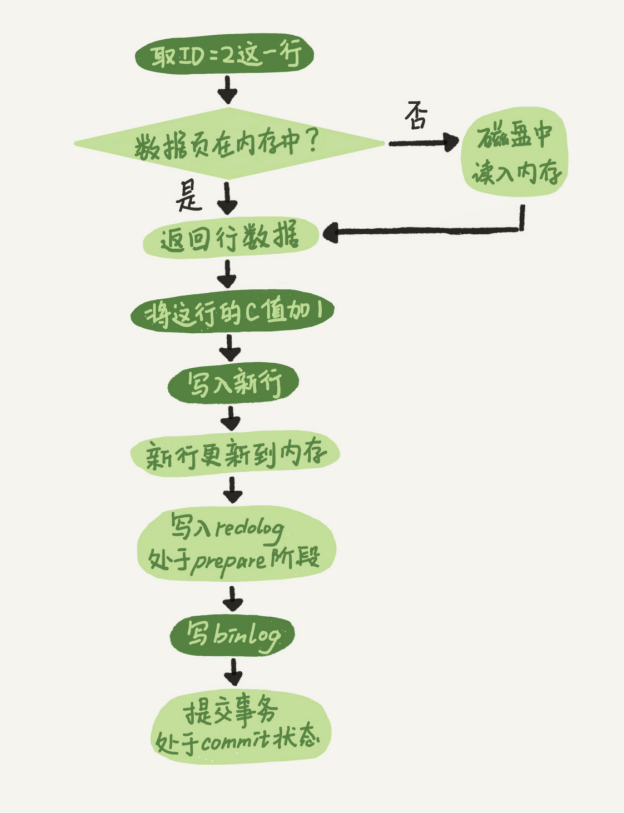 取ID=2这一行
数据页在内存中?
否
磁盘中
读入内存
是
返回行数据
将这行的C值加1
写入新行
新行更新到内存
写入redolog
处于prepare阶段
写binlog
提交事务
处于commit状态